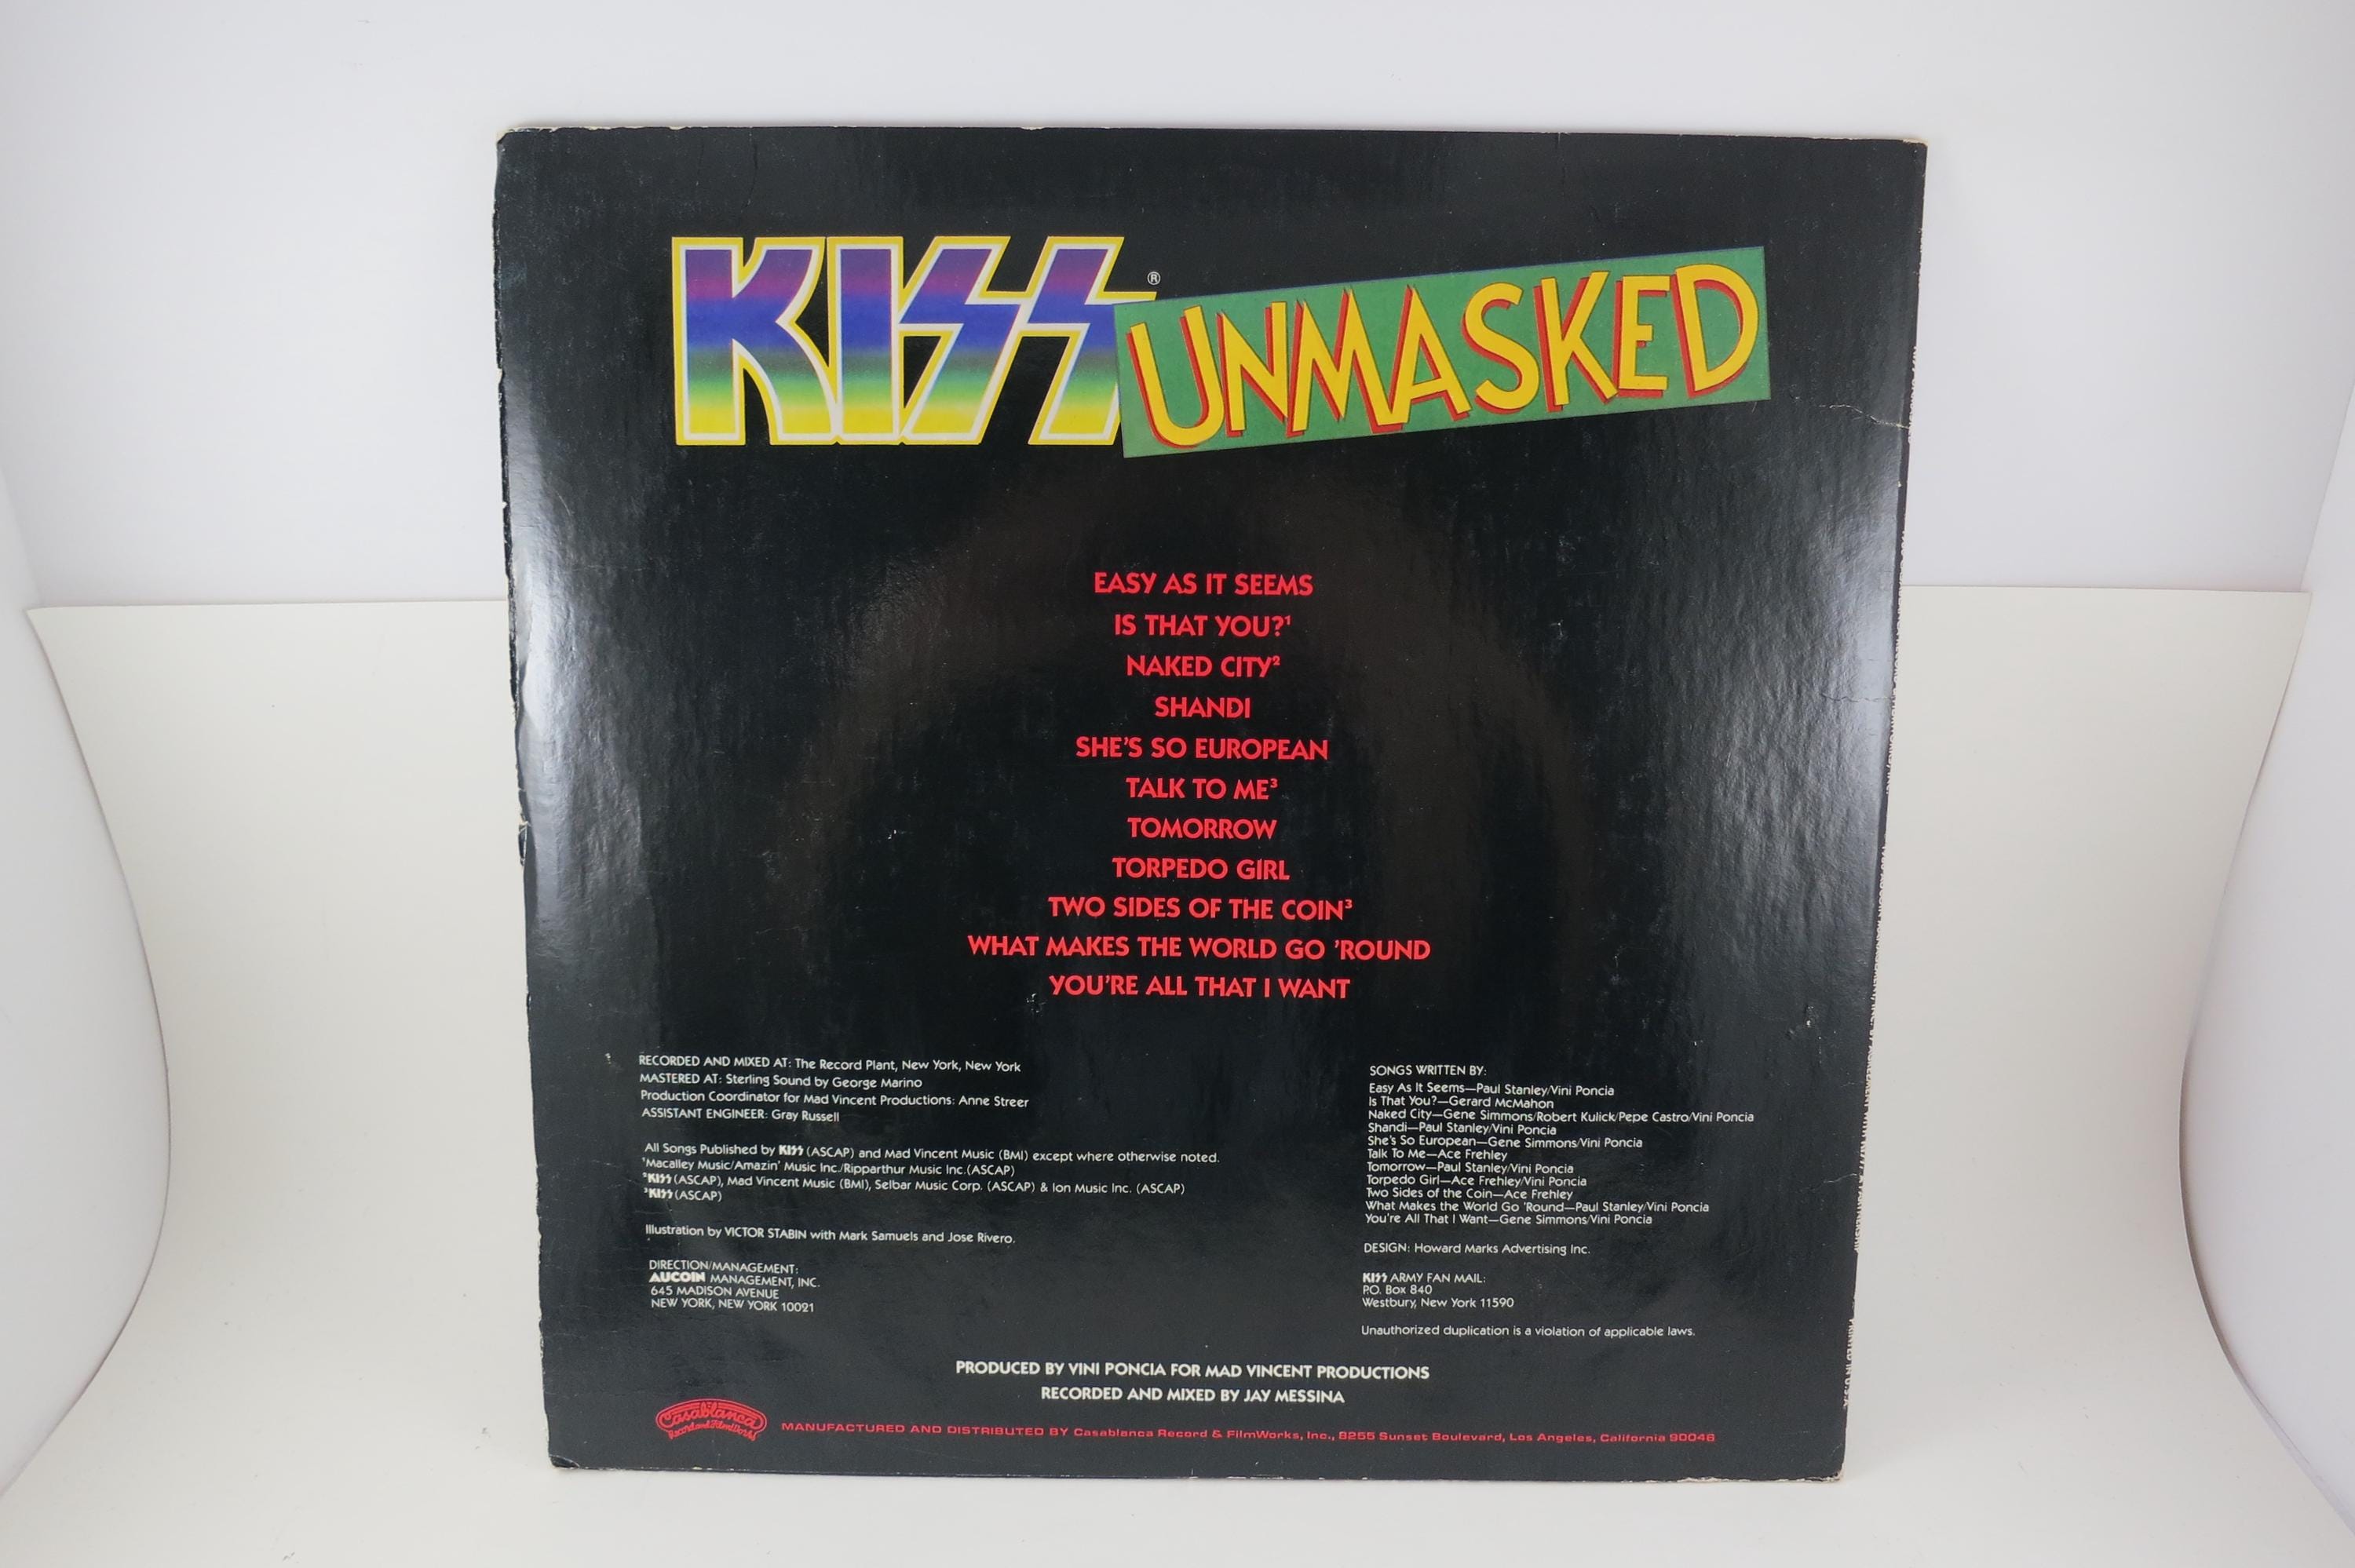 KISS®
UNMASKED
EASY AS IT SEEMS
IS THAT YOU?¹
NAKED CITY²
SHANDI
SHE'S SO EUROPEAN
TALK TO ME³
TOMORROW
TORPEDO GIRL
TWO SIDES OF THE COIN³
WHAT MAKES THE WORLD GO 'ROUND
YOU'RE ALL THAT I WANT
RECORDED AND MIXED AT: The Record Plant, New York, New York
MASTERED AT: Sterling Sound by George Marino
Production Coordinator for Mad Vincent Productions: Anne Streer
ASSISTANT ENGINEER: Gray Russell
All Songs Published by KISS (ASCAP) and Mad Vincent Music (BMI) except where otherwise noted.
¹Macalley Music/Amazin' Music Inc./Ripparthur Music Inc.(ASCAP)
²KISS (ASCAP), Mad Vincent Music (BMI), Selbar Music Corp. (ASCAP) & Ion Music Inc. (ASCAP)
³KISS (ASCAP)
Illustration by VICTOR STABIN with Mark Samuels and Jose Rivero.
DIRECTION/MANAGEMENT:
AUCOIN MANAGEMENT, INC.
645 MADISON AVENUE
NEW YORK, NEW YORK 10021
SONGS WRITTEN BY:
Easy As It Seems—Paul Stanley/Vini Poncia
Is That You?—Gerard McMahon
Naked City—Gene Simmons/Robert Kulick/Pepe Castro/Vini Poncia
Shandi—Paul Stanley/Vini Poncia
She's So European—Gene Simmons/Vini Poncia
Talk To Me—Ace Frehley
Tomorrow—Paul Stanley/Vini Poncia
Torpedo Girl—Ace Frehley/Vini Poncia
Two Sides of the Coin—Ace Frehley
What Makes the World Go 'Round—Paul Stanley/Vini Poncia
You're All That I Want—Gene Simmons/Vini Poncia
DESIGN: Howard Marks Advertising Inc.
KISS ARMY FAN MAIL:
P.O. Box 840
Westbury, New York 11590
Unauthorized duplication is a violation of applicable laws.
PRODUCED BY VINI PONCIA FOR MAD VINCENT PRODUCTIONS
RECORDED AND MIXED BY JAY MESSINA
Casablanca
Record and FilmWorks
MANUFACTURED AND DISTRIBUTED BY Casablanca Record & FilmWorks, Inc., 8255 Sunset Boulevard, Los Angeles, California 90046